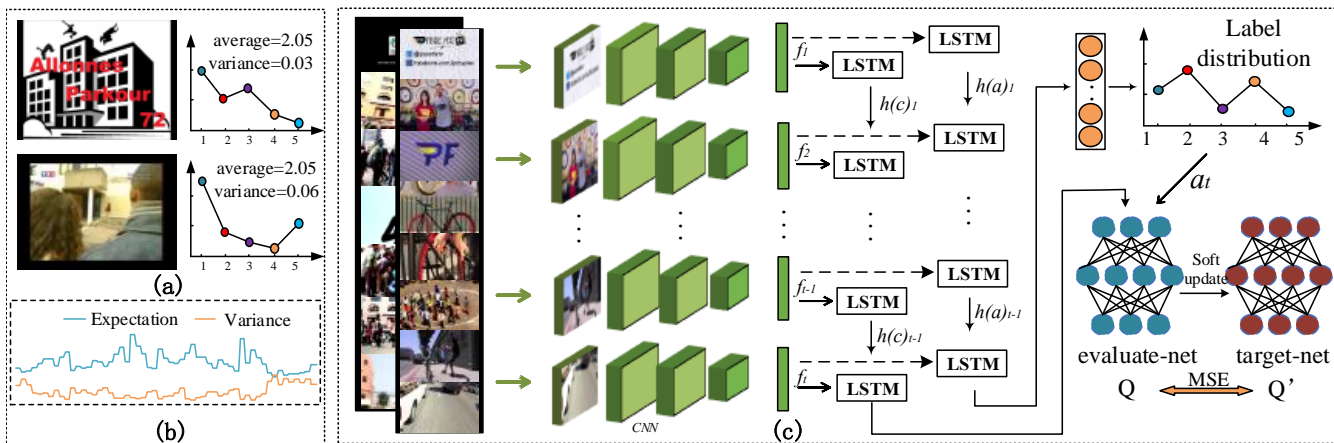 average=2.05
variance=0.03
Allonnes
Parkour
72
1 2 3 4 5
average=2.05
variance=0.06
1 2 3 4 5
(a)
Expectation
Variance
(b)
PF
CNN
f1
LSTM
LSTM
h(c)1
h(a)1
f2
LSTM
LSTM
ft-1
LSTM
LSTM
h(c)t-1
h(a)t-1
ft
LSTM
LSTM
(c)
Label
distribution
1 2 3 4 5
at
Soft
update
evaluate-net
target-net
Q
MSE
Q’